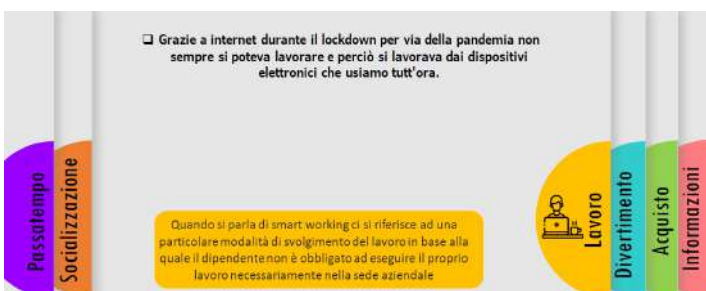 ❑ Grazie a internet durante il lockdown per via della pandemia non
sempre si poteva lavorare e perciò si lavorava dai dispositivi
elettronici che usiamo tutt'ora.
Passatempo
Socializzazione
Quando si parla di smart working ci si riferisce ad una
particolare modalità di svolgimento del lavoro in base alla
quale il dipendente non è obbligato ad eseguire il proprio
lavoro necessariamente nella sede aziendale
Lavoro
Divertimento
Acquisto
Informazioni